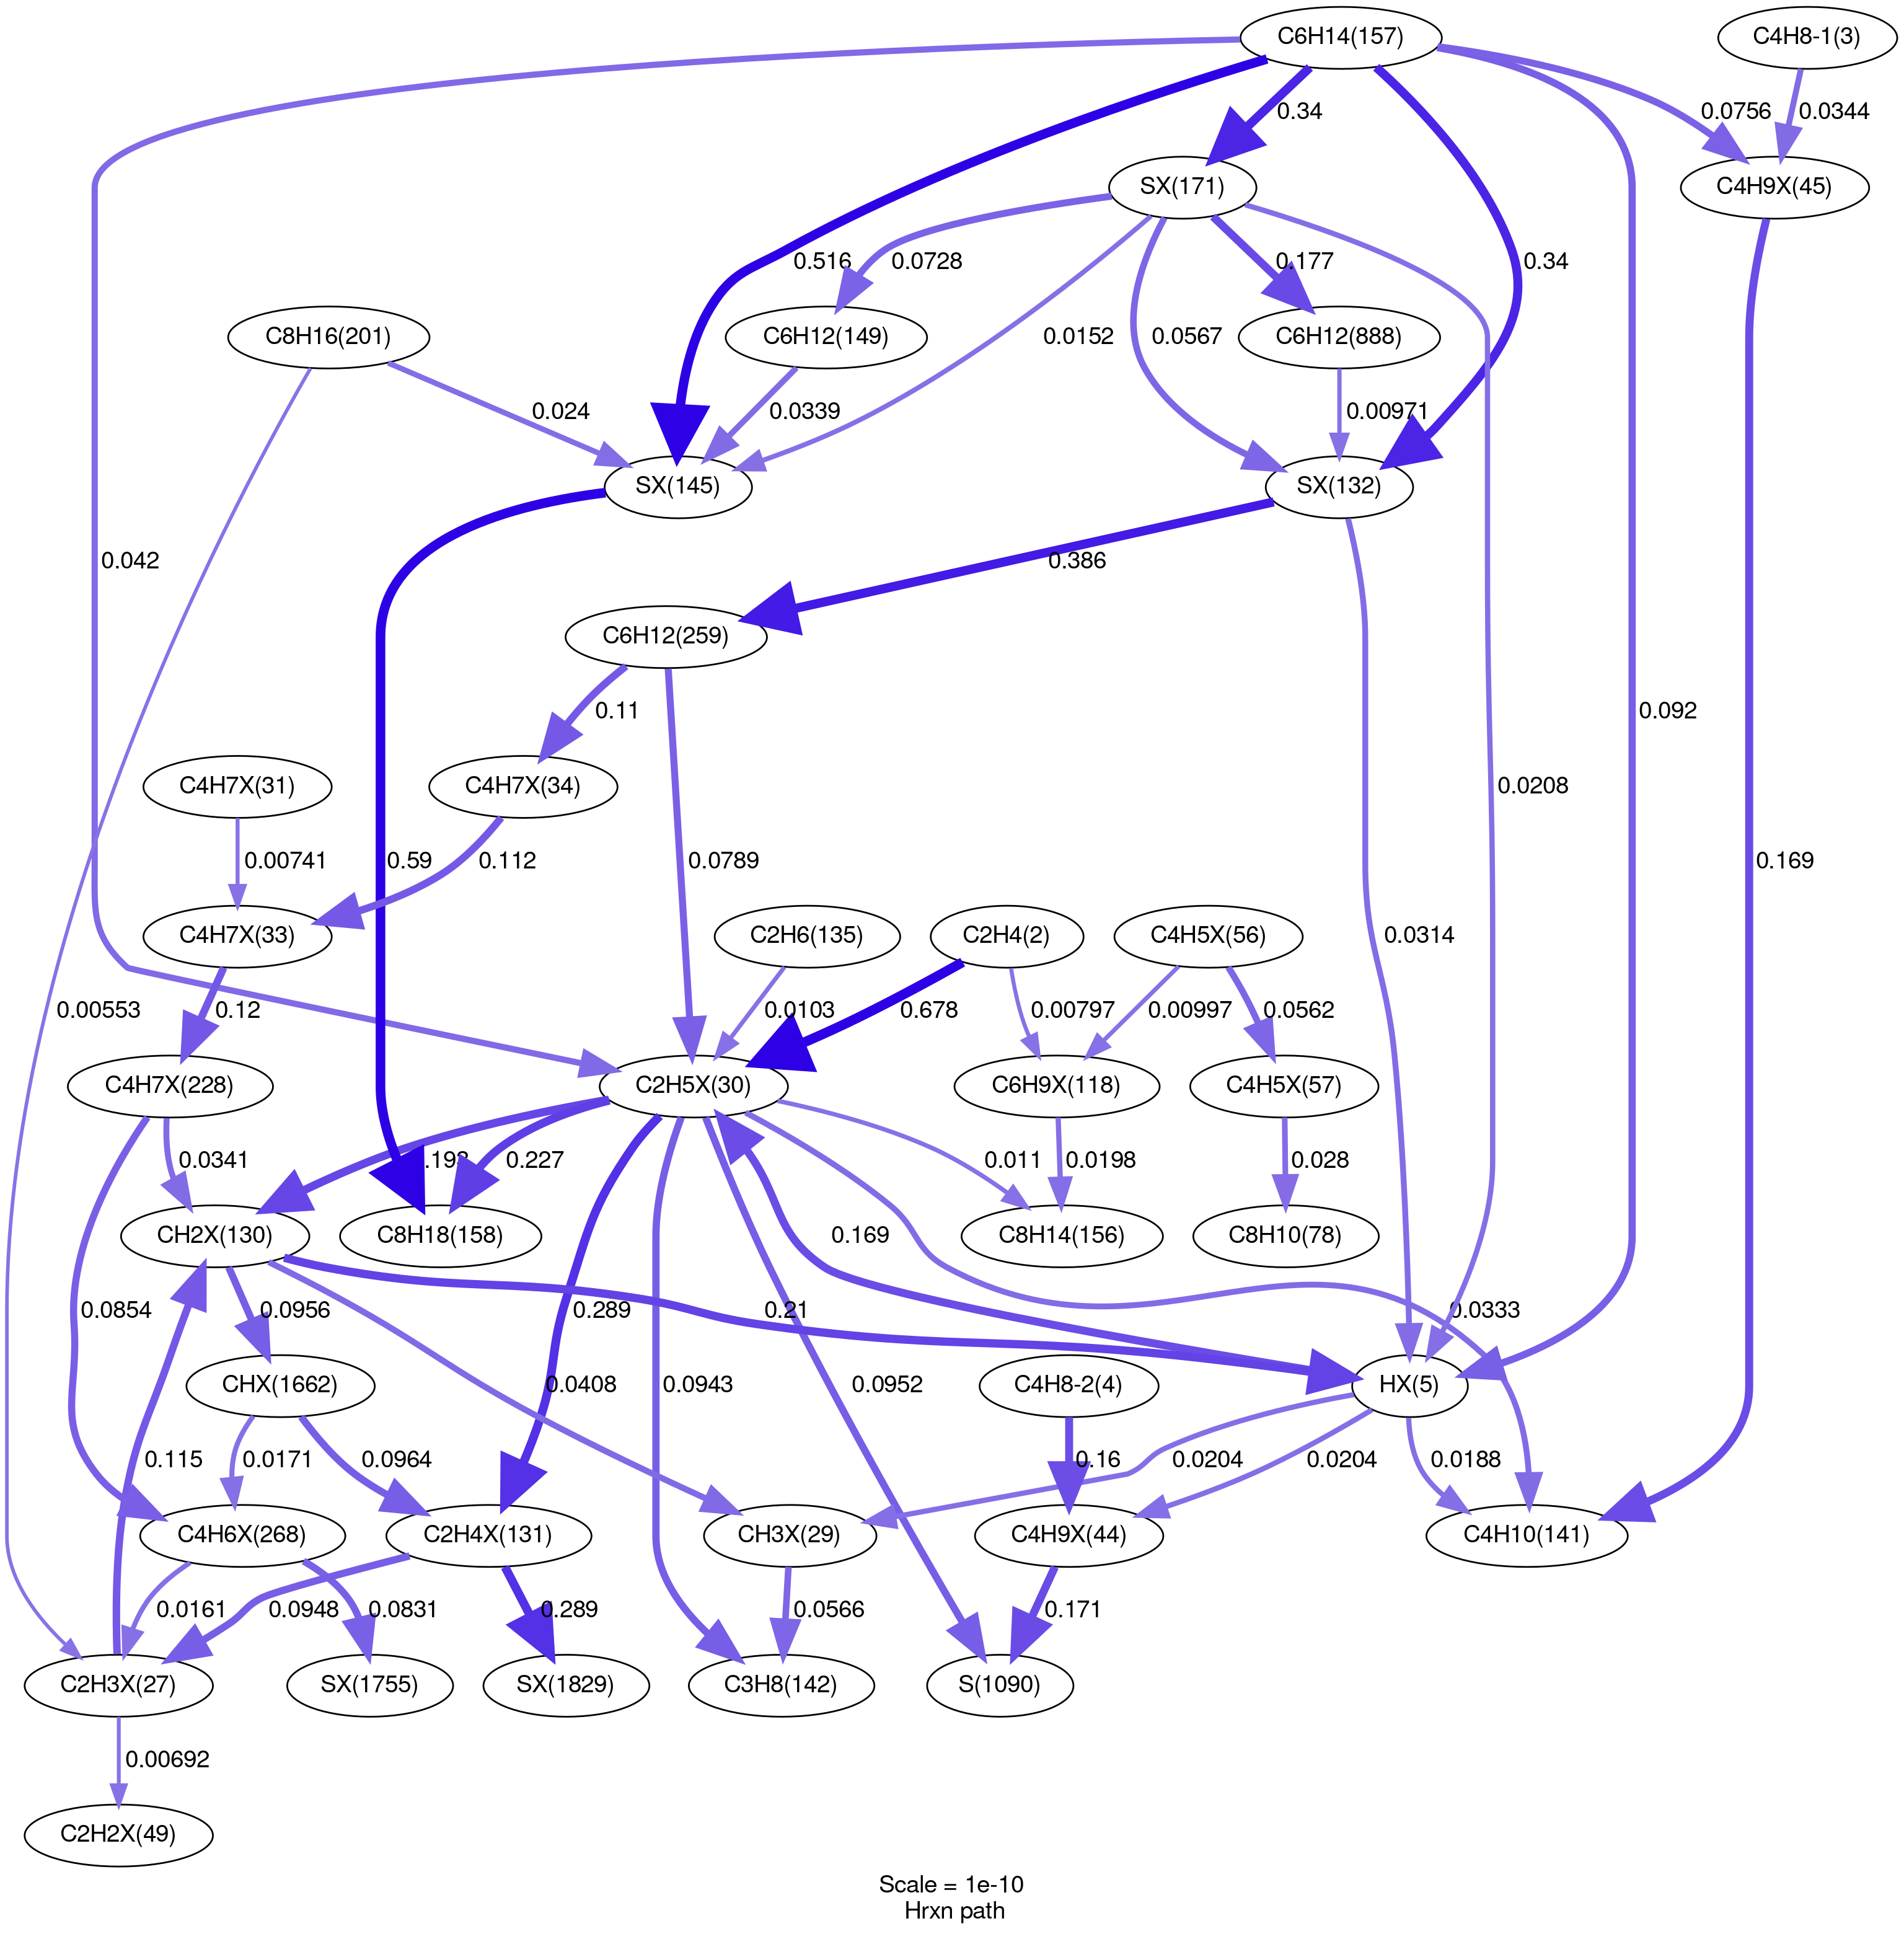 C6H14(157)
C4H8-1(3)
0.34
0.0756
0.0344
SX(171)
C4H9X(45)
0.516
0.0728
0.177
0.34
C8H16(201)
C6H12(149)
0.0152
0.0567
C6H12(888)
0.024
0.0339
0.00971
SX(145)
SX(132)
0.042
0.386
C6H12(259)
0.11
0.092
C4H7X(31)
C4H7X(34)
0.0208
0.00741
0.112
0.59
0.0789
0.169
C4H7X(33)
C2H6(135)
C2H4(2)
C4H5X(56)
0.0314
0.00553
0.12
0.0103
0.678
0.00797
0.00997
0.0562
C4H7X(228)
C2H5X(30)
C6H9X(118)
C4H5X(57)
0.0341
0.227
0.011
0.0198
0.028
CH2X(130)
C8H18(158)
0.169
C8H14(156)
C8H10(78)
0.0854
0.0956
0.289
0.21
0.0333
CHX(1662)
0.0408
0.0943
0.0952
C4H8-2(4)
HX(5)
0.115
0.0171
0.0964
0.16
0.0204
0.0204
0.0188
C4H6X(268)
C2H4X(131)
CH3X(29)
C4H9X(44)
C4H10(141)
0.0161
0.0948
0.0831
0.289
0.0566
0.171
C2H3X(27)
SX(1755)
SX(1829)
C3H8(142)
S(1090)
0.00692
C2H2X(49)
Scale = 1e-10
Hrxn path